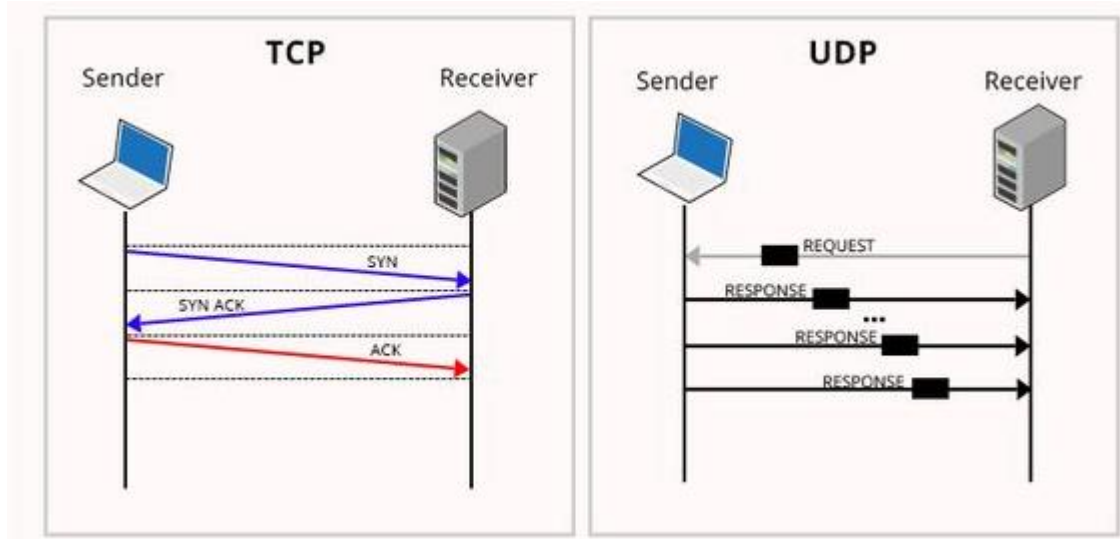 TCP
Sender
Receiver
SYN
SYN ACK
ACK
UDP
Sender
Receiver
REQUEST
RESPONSE
...
RESPONSE
RESPONSE